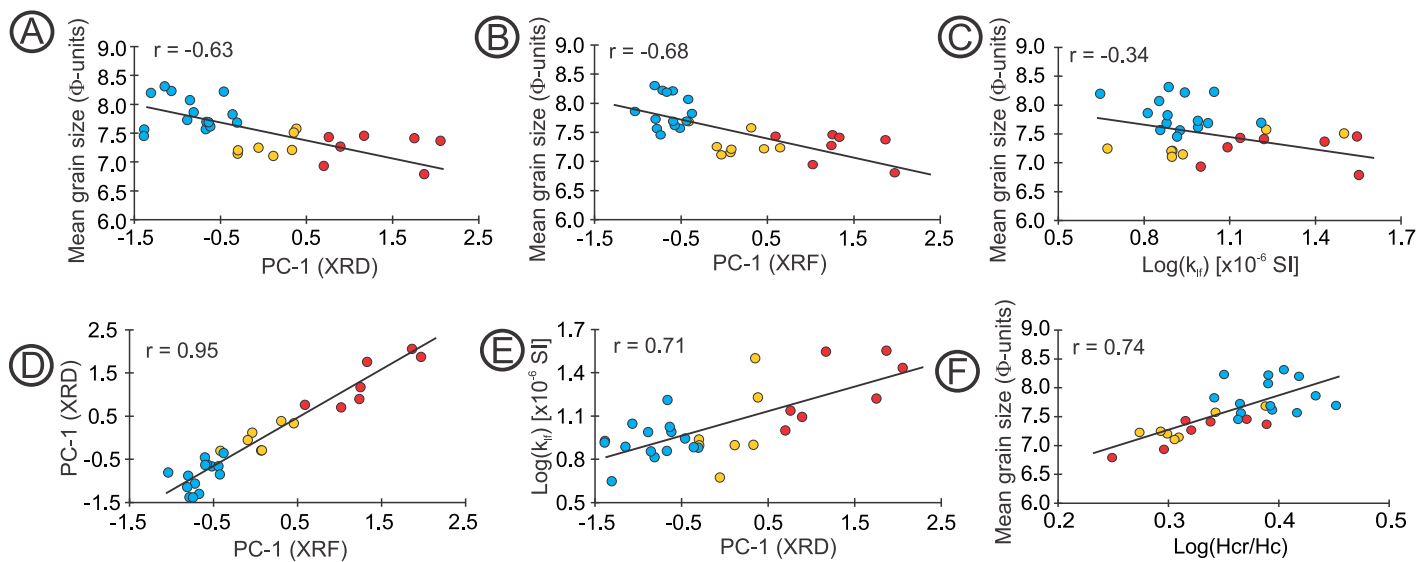 A
Mean grain size (Φ-units)
r = -0.63
9.0
8.5
8.0
7.5
7.0
6.5
6.0
-1.5 -0.5 0.5 1.5 2.5
PC-1 (XRD)
B
Mean grain size (Φ-units)
r = -0.68
9.0
8.5
8.0
7.5
7.0
6.5
6.0
-1.5 -0.5 0.5 1.5 2.5
PC-1 (XRF)
C
Mean grain size (Φ-units)
r = -0.34
9.0
8.5
8.0
7.5
7.0
6.5
6.0
0.5 0.8 1.1 1.4 1.7
Log(klf) [x10-6 SI]
D
PC-1 (XRD)
r = 0.95
2.5
1.5
0.5
-0.5
-1.5
-1.5 -0.5 0.5 1.5 2.5
PC-1 (XRF)
E
Log(klf) [x10-6 SI]
r = 0.71
1.7
1.4
1.1
0.8
0.5
-1.5 -0.5 0.5 1.5 2.5
PC-1 (XRD)
F
Mean grain size (Φ-units)
r = 0.74
9.0
8.5
8.0
7.5
7.0
6.5
6.0
0.2 0.3 0.4 0.5
Log(Hcr/Hc)